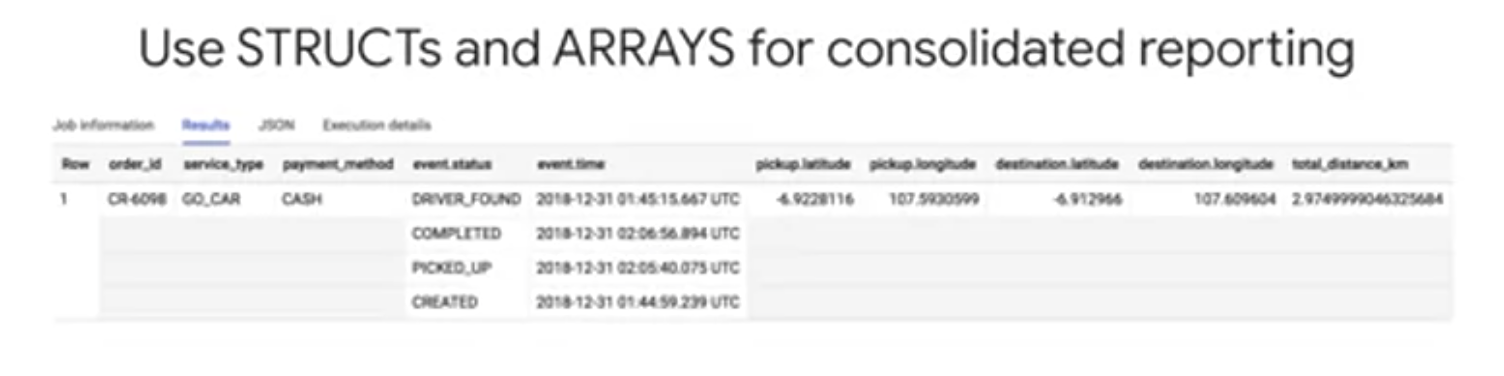 Use STRUCTs and ARRAYS for consolidated reporting
Job information Results JSON Execution details
Row order_id service_type payment_method event.status event.time pickup.latitude pickup.longitude destination.latitude destination.longitude total_distance_km
1 CR-6098 GO_CAR CASH DRIVER_FOUND 2018-12-31 01:45:15.667 UTC -6.9228116 107.5930599 -6.912966 107.609604 2.9749999046325684
COMPLETED 2018-12-31 02:06:56.894 UTC
PICKED_UP 2018-12-31 02:05:40.075 UTC
CREATED 2018-12-31 01:44:59.239 UTC